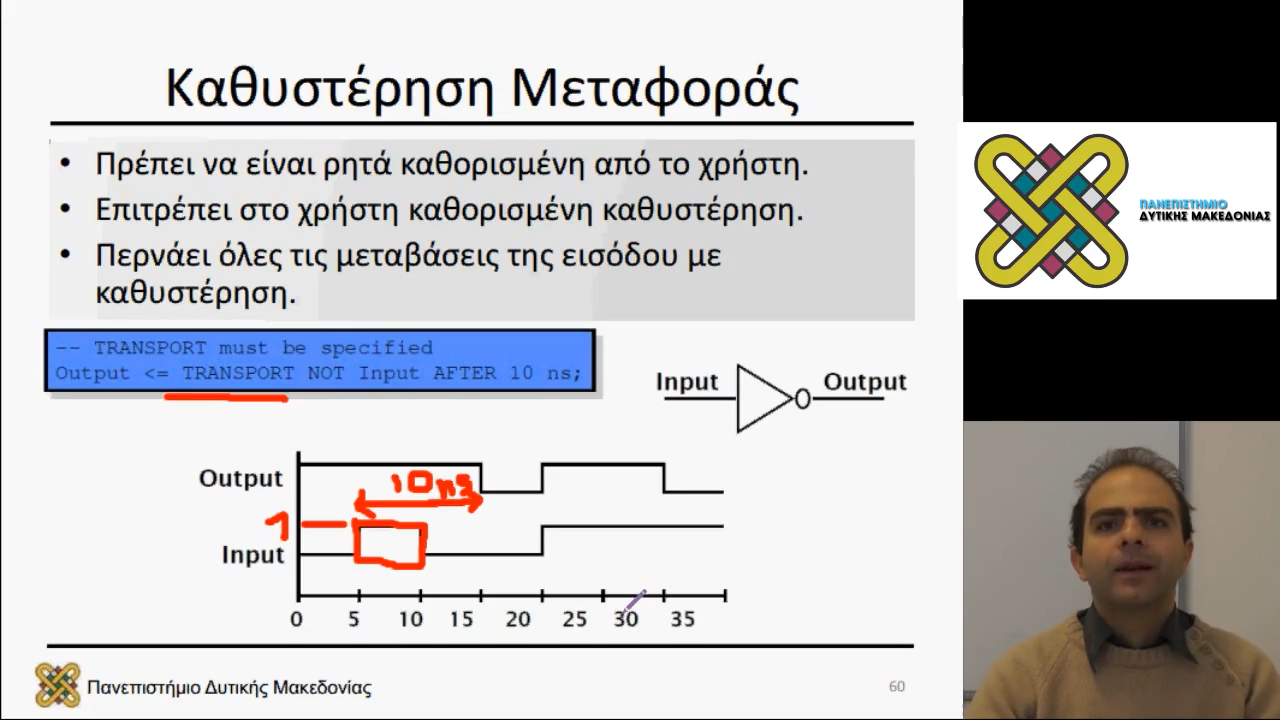 Καθυστέρηση Μεταφοράς
• Πρέπει να είναι ρητά καθορισμένη από το χρήστη.
• Επιτρέπει στο χρήστη καθορισμένη καθυστέρηση.
• Περνάει όλες τις μεταβάσεις της εισόδου με
καθυστέρηση.
-- TRANSPORT must be specified
Output <= TRANSPORT NOT Input AFTER 10 ns;
Input Output
Output
10ns
1
Input
0 5 10 15 20 25 30 35
Πανεπιστήμιο Δυτικής Μακεδονίας
60
ΠΑΝΕΠΙΣΤΗΜΙΟ
ΔΥΤΙΚΗΣ ΜΑΚΕΔΟΝΙΑΣ